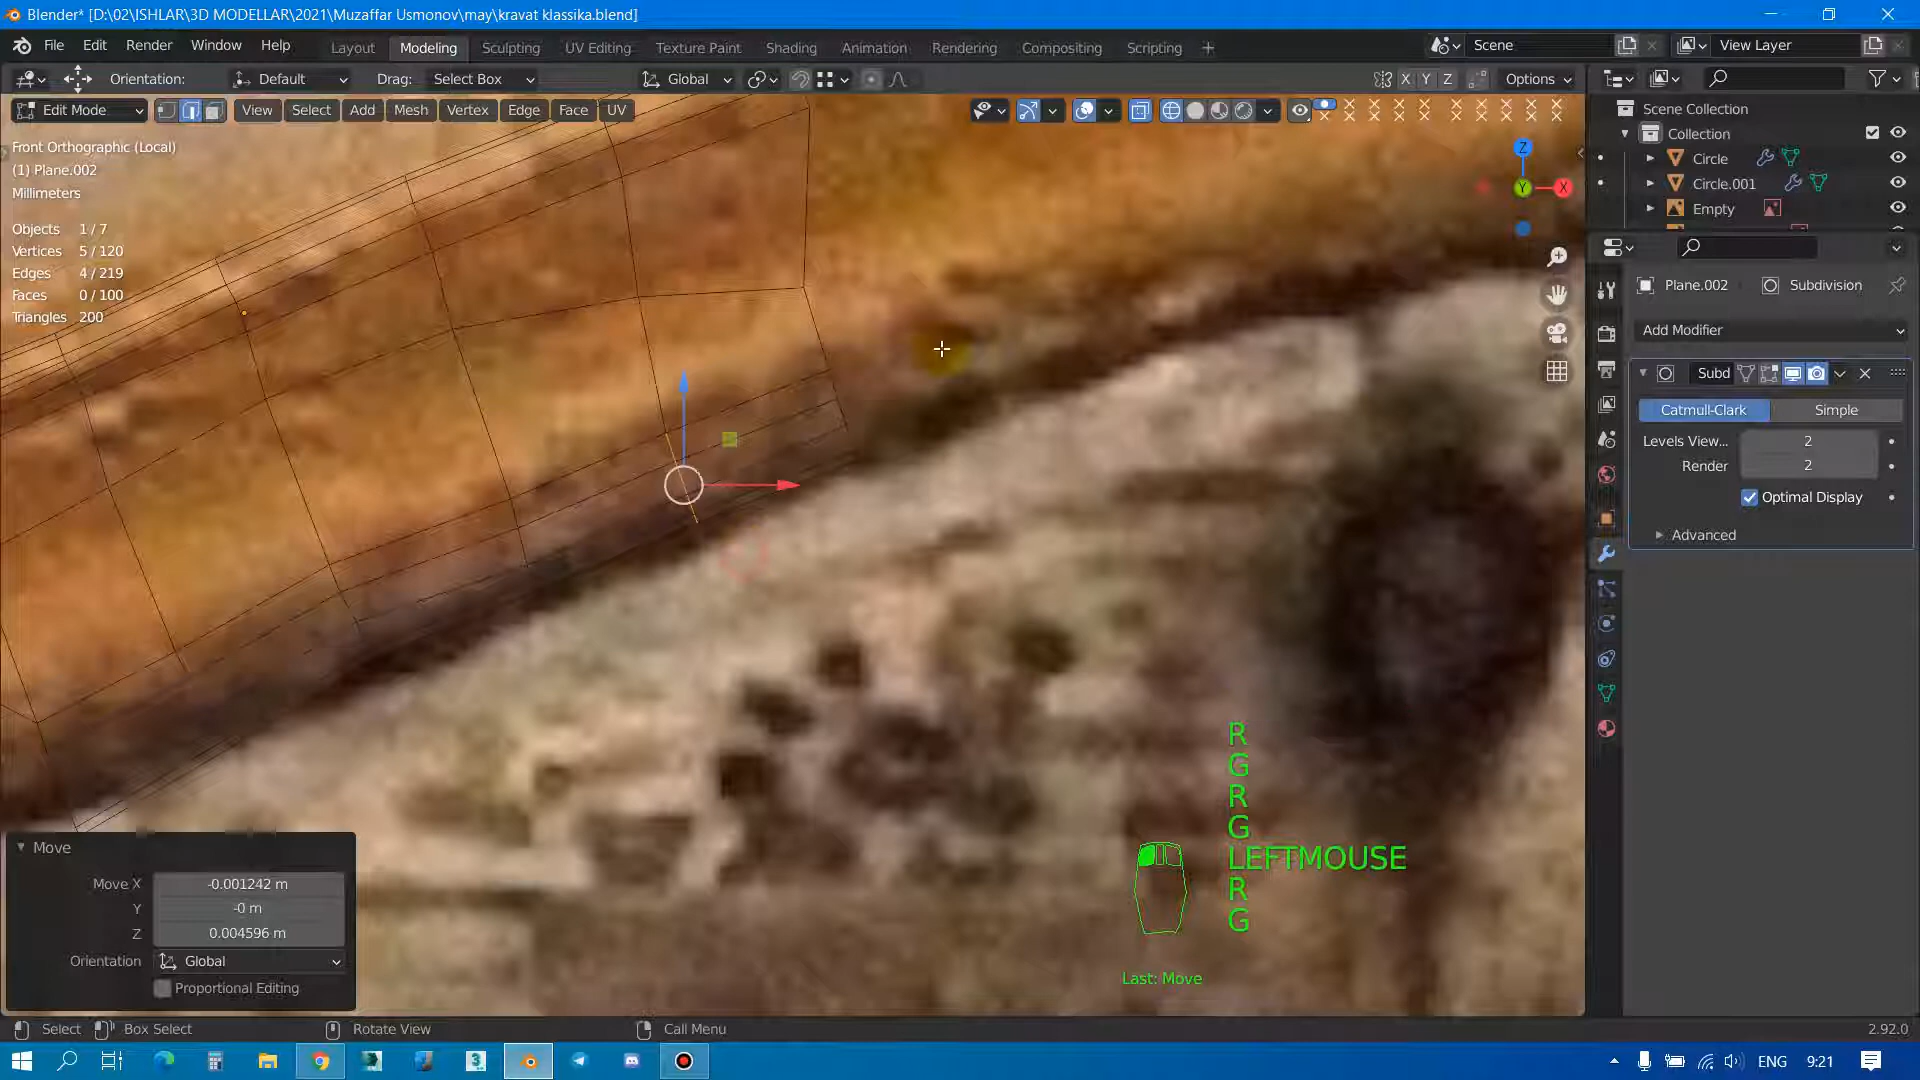 Blender* [D:\02\ISHLAR\3D MODELLAR\2021\Muzaffar Usmonov\may\kravat klassika.blend]
File Edit Render Window Help
Layout Modeling Sculpting UV Editing Texture Paint Shading Animation Rendering Compositing Scripting
Scene
View Layer
Orientation: Default Drag: Select Box Global X Y Z Options
Edit Mode View Select Add Mesh Vertex Edge Face UV
Front Orthographic (Local)
(1) Plane.002
Millimeters
Objects 1 / 7
Vertices 5 / 120
Edges 4 / 219
Faces 0 / 100
Triangles 200
Z
Y
X
Scene Collection
Collection
Circle
Circle.001
Empty
Plane.002 Subdivision
Add Modifier
Subd
Catmull-Clark Simple
Levels View... 2
Render 2
Optimal Display
Advanced
R
G
R
G
LEFTMOUSE
R
G
Last: Move
Move
Move X -0.001242 m
Y -0 m
Z 0.004596 m
Orientation Global
Proportional Editing
Select Box Select Rotate View Call Menu 2.92.0
ENG 9:21